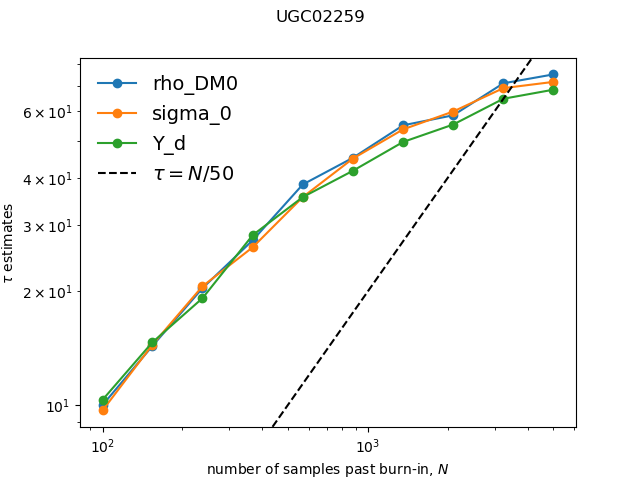 UGC02259
rho_DM0
sigma_0
Y_d
τ = N/50
6 × 10¹
4 × 10¹
3 × 10¹
2 × 10¹
10¹
τ estimates
10² 10³
number of samples past burn-in, N